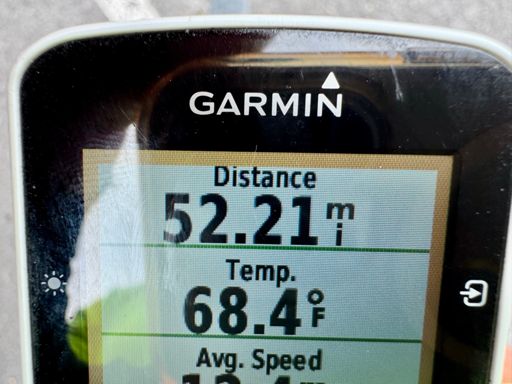 GARMIN
Distance
52.21 mi
Temp.
68.4 °F
Avg. Speed